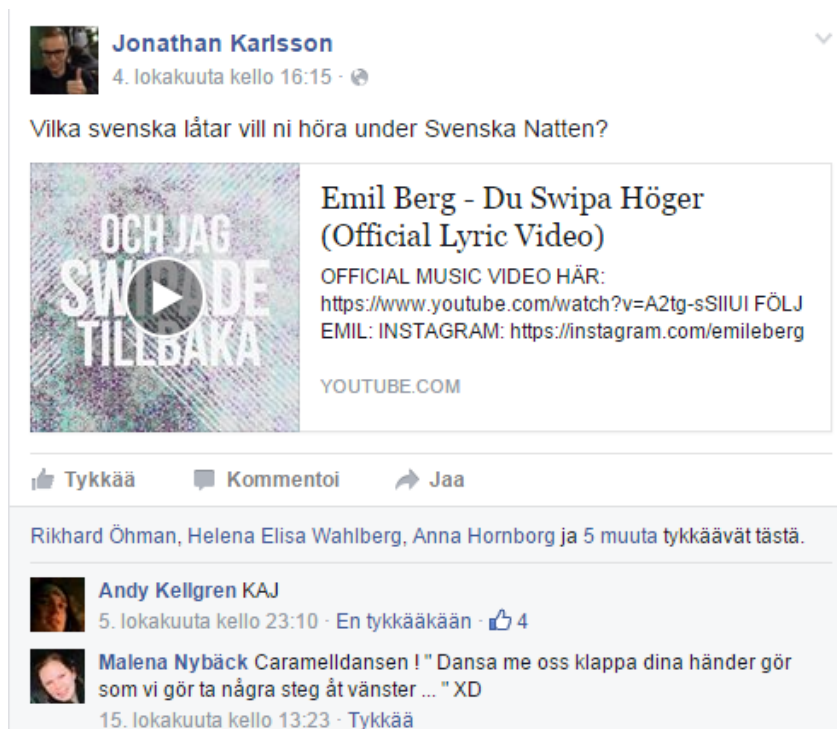 Jonathan Karlsson
4. lokakuuta kello 16:15 ·
Vilka svenska låtar vill ni höra under Svenska Natten?
OCH JAG
SWIPADE
TILLBAKA
Emil Berg - Du Swipa Höger
(Official Lyric Video)
OFFICIAL MUSIC VIDEO HÄR:
https://www.youtube.com/watch?v=A2tg-sSIIUI FÖLJ
EMIL: INSTAGRAM: https://instagram.com/emileberg
YOUTUBE.COM
Tykkää Kommentoi Jaa
Rikhard Öhman, Helena Elisa Wahlberg, Anna Hornborg ja 5 muuta tykkäävät tästä.
Andy Kellgren KAJ
5. lokakuuta kello 23:10 · En tykkääkään · 4
Malena Nybäck Caramelldansen ! " Dansa me oss klappa dina händer gör
som vi gör ta några steg åt vänster ... " XD
15. lokakuuta kello 13:23 · Tykkää